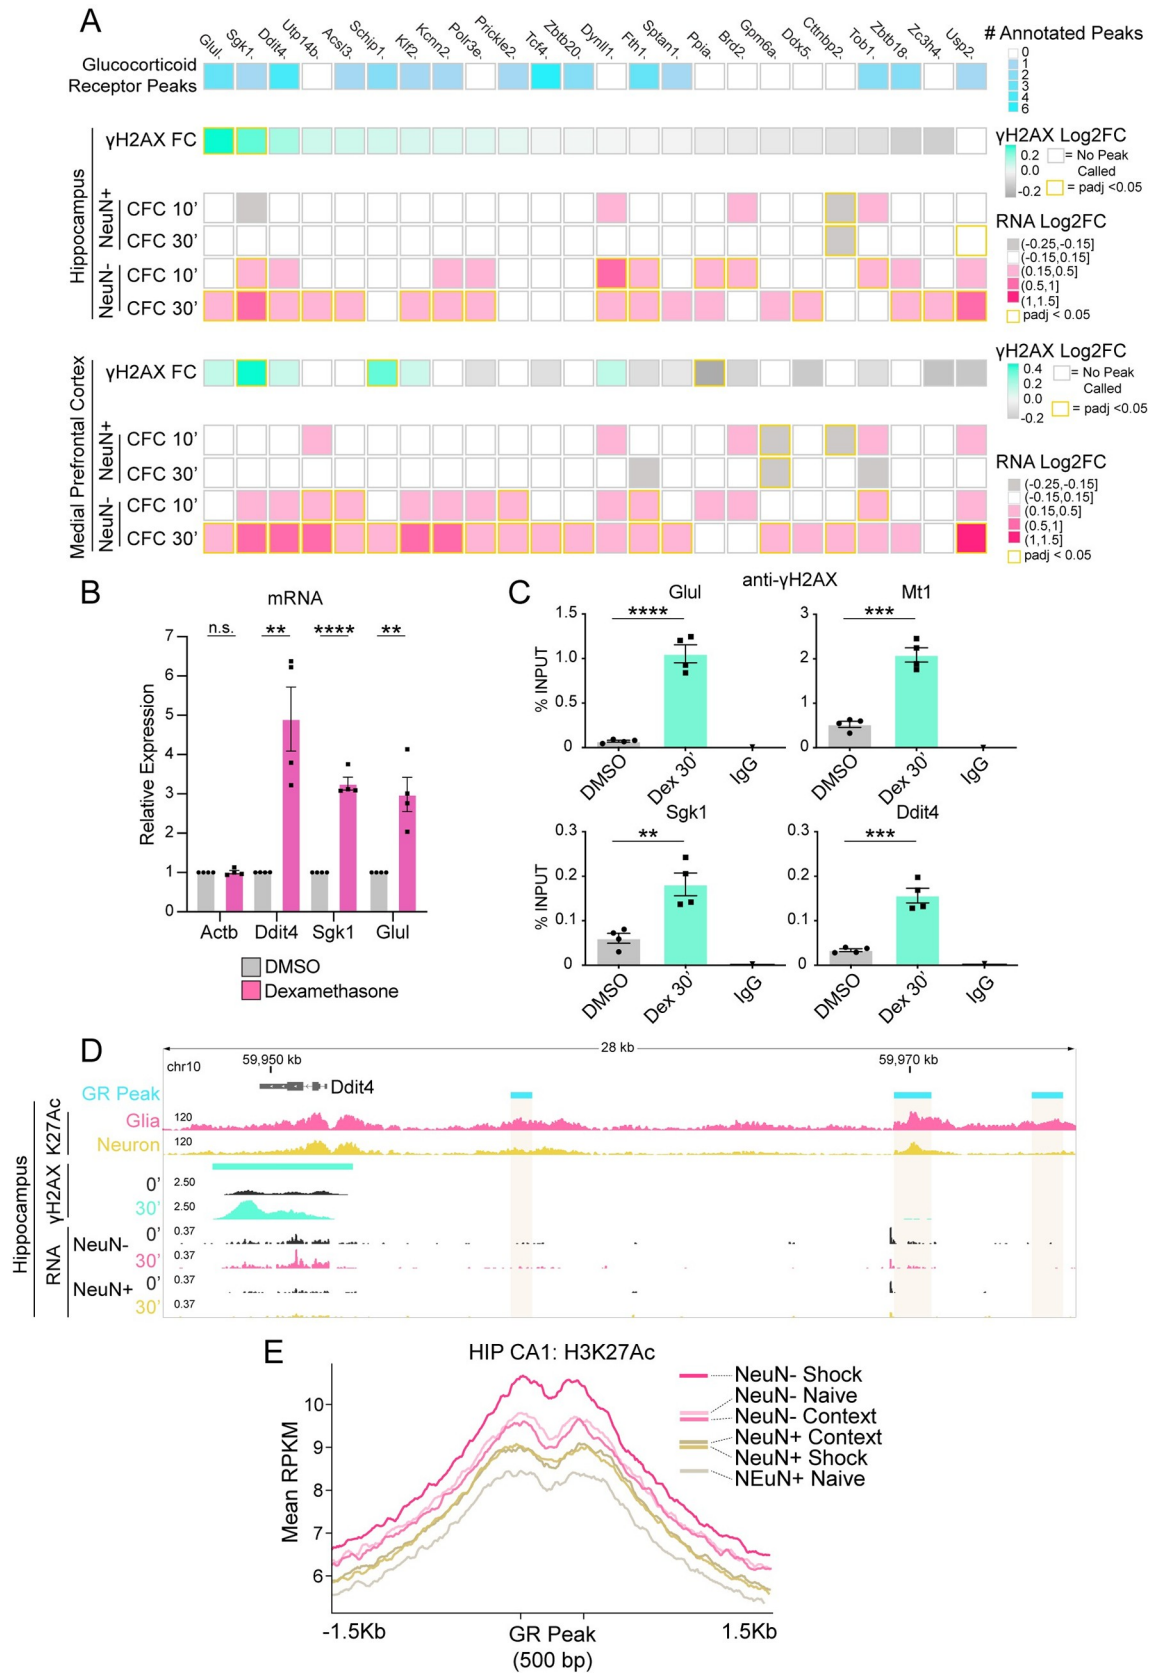 A
Glul
Sgk1
Ddit4
Utp14b
Acsl3
Schip1
Klf2
Kcnn2
Polr3e
Prickle2
Tcf4
Zbtb20
Dynll1
Fth1
Sptan1
Ppia
Brd2
Gpm6a
Ddx5
Cttnbp2
Tob1
Zbtb18
Zc3h4
Usp2
# Annotated Peaks
0
1
2
3
4
6
Glucocorticoid
Receptor Peaks
Hippocampus
γH2AX FC
NeuN+
CFC 10’
CFC 30’
NeuN-
CFC 10’
CFC 30’
γH2AX Log2FC
0.2
0.0
-0.2
= No Peak
Called
= padj <0.05
RNA Log2FC
(-0.25,-0.15]
(-0.15,0.15]
(0.15,0.5]
(0.5,1]
(1,1.5]
padj < 0.05
Medial Prefrontal Cortex
γH2AX FC
NeuN+
CFC 10’
CFC 30’
NeuN-
CFC 10’
CFC 30’
γH2AX Log2FC
0.4
0.2
0.0
-0.2
= No Peak
Called
= padj <0.05
RNA Log2FC
(-0.25,-0.15]
(-0.15,0.15]
(0.15,0.5]
(0.5,1]
(1,1.5]
padj < 0.05
B
mRNA
n.s. ** **** **
Relative Expression
7
6
5
4
3
2
1
0
Actb Ddit4 Sgk1 Glul
DMSO
Dexamethasone
C
anti-γH2AX
Glul
****
% INPUT
1.5
1.0
0.5
0
DMSO Dex 30’ IgG
Mt1
***
3
2
1
0
DMSO Dex 30’ IgG
Sgk1
**
% INPUT
0.3
0.2
0.1
0
DMSO Dex 30’ IgG
Ddit4
***
0.3
0.2
0.1
0
DMSO Dex 30’ IgG
D
28 kb
chr10
59,950 kb 59,970 kb
Ddit4
GR Peak
Hippocampus
K27Ac
Glia 120
Neuron 120
γH2AX
0’ 2.50
30’ 2.50
RNA
NeuN-
0’ 0.37
30’ 0.37
NeuN+
0’ 0.37
30’ 0.37
E
HIP CA1: H3K27Ac
Mean RPKM
10
9
8
7
6
-1.5Kb GR Peak 1.5Kb
(500 bp)
NeuN- Shock
NeuN- Naive
NeuN- Context
NeuN+ Context
NeuN+ Shock
NEuN+ Naive